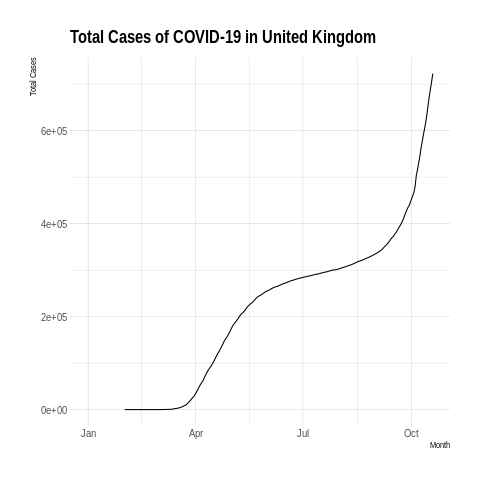 Total Cases of COVID-19 in United Kingdom
Total Cases
6e+05
4e+05
2e+05
0e+00
Jan Apr Jul Oct
Month